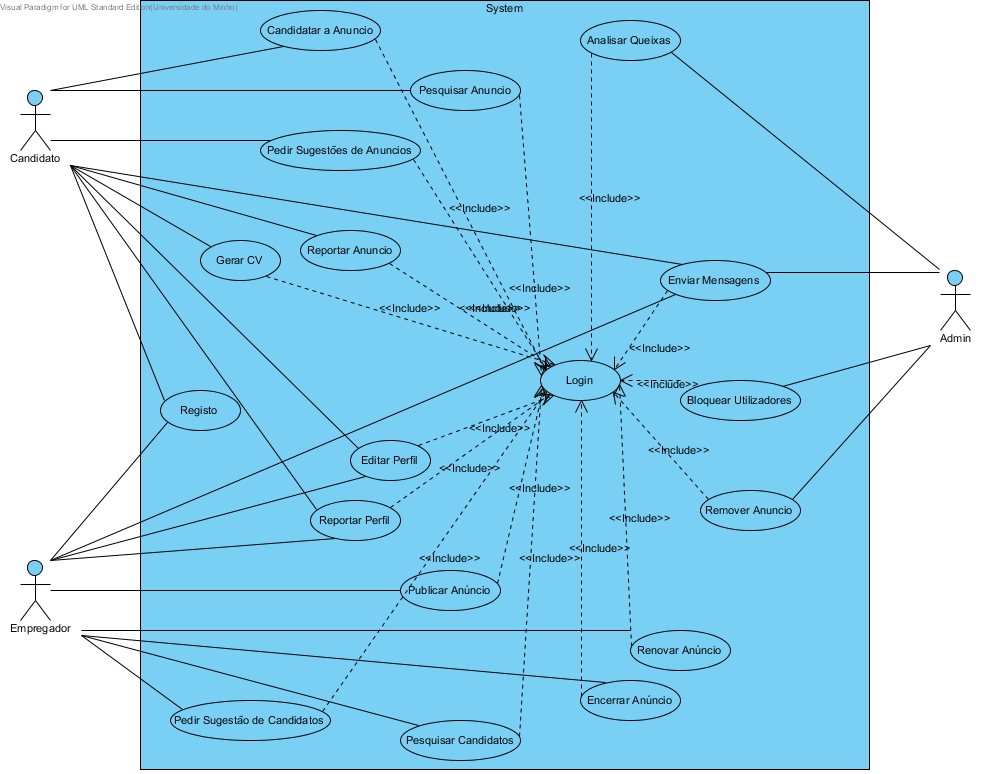 Visual Paradigm for UML Standard Edition(Universidade do Minho)
System
Candidatar a Anuncio
Analisar Queixas
Pesquisar Anuncio
Pedir Sugestões de Anuncios
Candidato
<<Include>>
<<Include>>
Reportar Anuncio
Gerar CV
Enviar Mensagens
<<Include>>
<<Include>>
<<Include>>
<<Include>>
Admin
<<Include>>
Login
<<Include>>
Bloquear Utilizadores
Registo
<<Include>>
<<Include>>
Editar Perfil
<<Include>>
<<Include>>
Remover Anuncio
Reportar Perfil
<<Include>>
<<Include>>
<<Include>>
<<Include>>
Publicar Anúncio
Empregador
Renovar Anúncio
Encerrar Anúncio
Pedir Sugestão de Candidatos
Pesquisar Candidatos